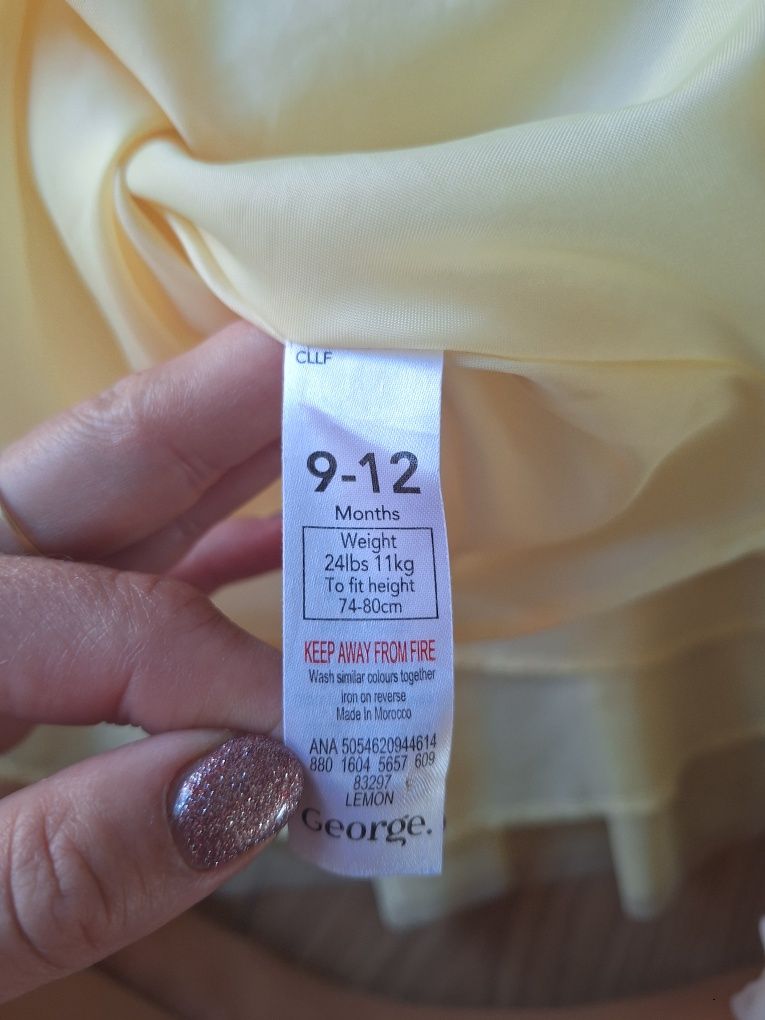 CLLF
9-12
Months
Weight
24lbs 11kg
To fit height
74-80cm
KEEP AWAY FROM FIRE
Wash similar colours together
iron on reverse
Made In Morocco
ANA 5054620944614
880 1604 5657 609
83297
LEMON
George.